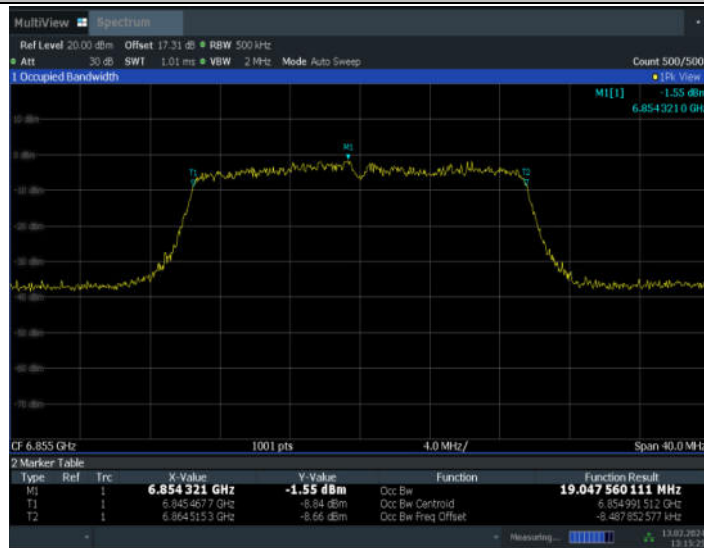 MultiView Spectrum
Ref Level 20.00 dBm Offset 17.31 dB RBW 500 kHz
Att 30 dB SWT 1.01 ms VBW 2 MHz Mode Auto Sweep Count 500/500
1 Occupied Bandwidth 1Pk View
M1[1] -1.55 dBm
6.854321 0 GHz
10 dBm
0 dBm
M1
T1
T2
-10 dBm
-20 dBm
-30 dBm
-40 dBm
-50 dBm
-60 dBm
-70 dBm
CF 6.855 GHz 1001 pts 4.0 MHz/ Span 40.0 MHz
2 Marker Table
Type Ref Trc X-Value Y-Value Function Function Result
M1 1 6.854 321 GHz -1.55 dBm Occ Bw 19.047 560 111 MHz
T1 1 6.845 467 7 GHz -8.84 dBm Occ Bw Centroid 6.854 991 512 GHz
T2 1 6.864 515 3 GHz -8.66 dBm Occ Bw Freq Offset -8.487 852 577 kHz
Measuring...